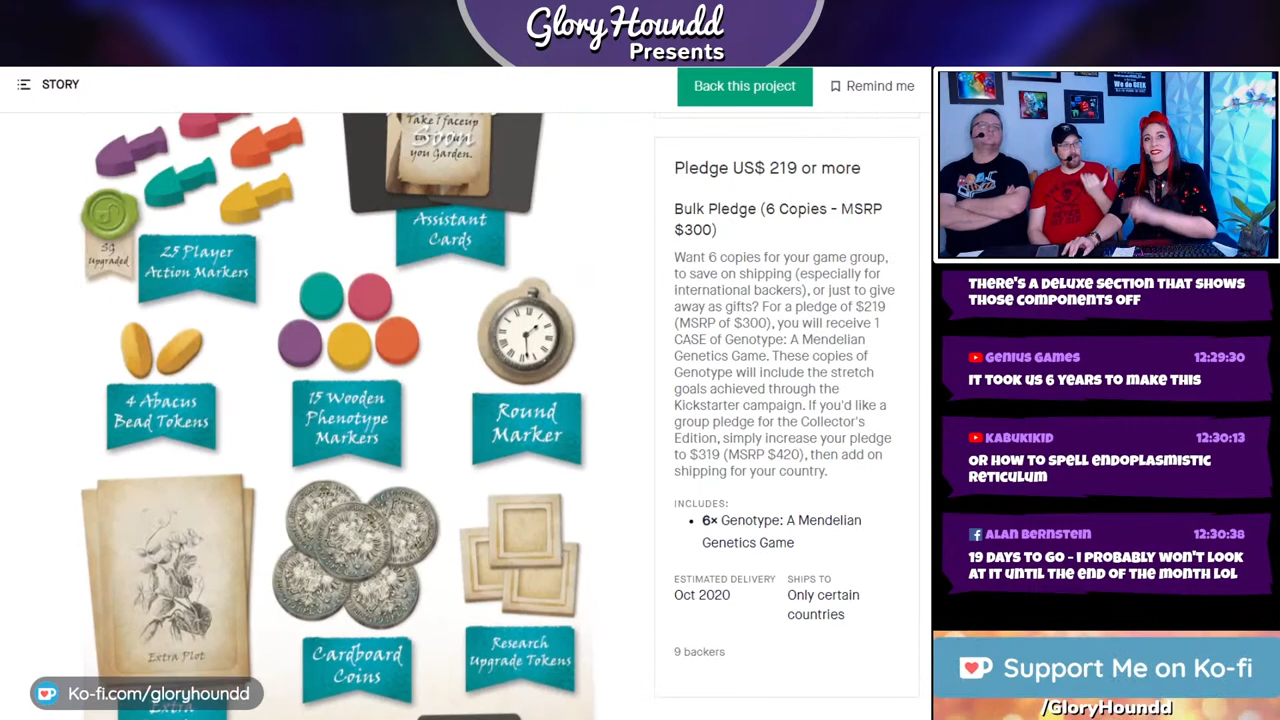 GloryHoundd
Presents
STORY
Back this project
Remind me
Take 1 faceup
Soon
you Garden.
SG
Upgraded
25 Player
Action Markers
Assistant
Cards
4 Abacus
Bead Tokens
15 Wooden
Phenotype
Markers
Round
Marker
Extra Plot
Cardboard
Coins
Research
Upgrade Tokens
Extra
Ko-fi.com/gloryhoundd
Pledge US$ 219 or more
Bulk Pledge (6 Copies - MSRP
$300)
Want 6 copies for your game group,
to save on shipping (especially for
international backers), or just to give
away as gifts? For a pledge of $219
(MSRP of $300), you will receive 1
CASE of Genotype: A Mendelian
Genetics Game. These copies of
Genotype will include the stretch
goals achieved through the
Kickstarter campaign. If you'd like a
group pledge for the Collector's
Edition, simply increase your pledge
to $319 (MSRP $420), then add on
shipping for your country.
INCLUDES:
• 6× Genotype: A Mendelian
Genetics Game
ESTIMATED DELIVERY
Oct 2020
SHIPS TO
Only certain
countries
9 backers
We do GEEK
THERE'S A DELUXE SECTION THAT SHOWS
THOSE COMPONENTS OFF
GENIUS GAMES 12:29:30
IT TOOK US 6 YEARS TO MAKE THIS
KABUKIKID 12:30:13
OR HOW TO SPELL ENDOPLASMISTIC
RETICULUM
ALAN BERNSTEIN 12:30:38
19 DAYS TO GO - I PROBABLY WON'T LOOK
AT IT UNTIL THE END OF THE MONTH LOL
Support Me on Ko-fi
/GloryHoundd